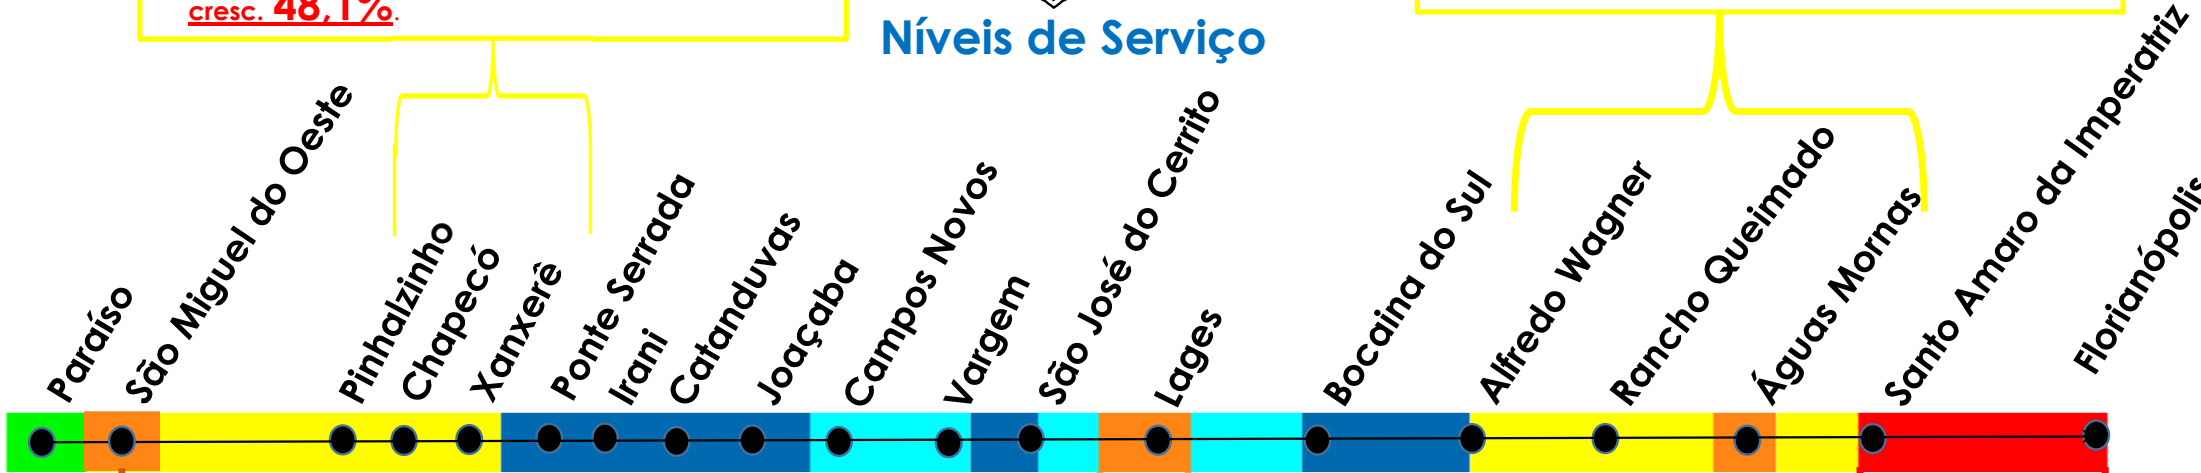 cresc. 48,1%.
Níveis de Serviço
Paraíso
São Miguel do Oeste
Pinhalzinho
Chapecó
Xanxerê
Ponte Serrada
Irani
Catanduvas
Joaçaba
Campos Novos
Vargem
São José do Cerrito
Lages
Bocaina do Sul
Alfredo Wagner
Rancho Queimado
Águas Mornas
Santo Amaro da Imperatriz
Florianópolis